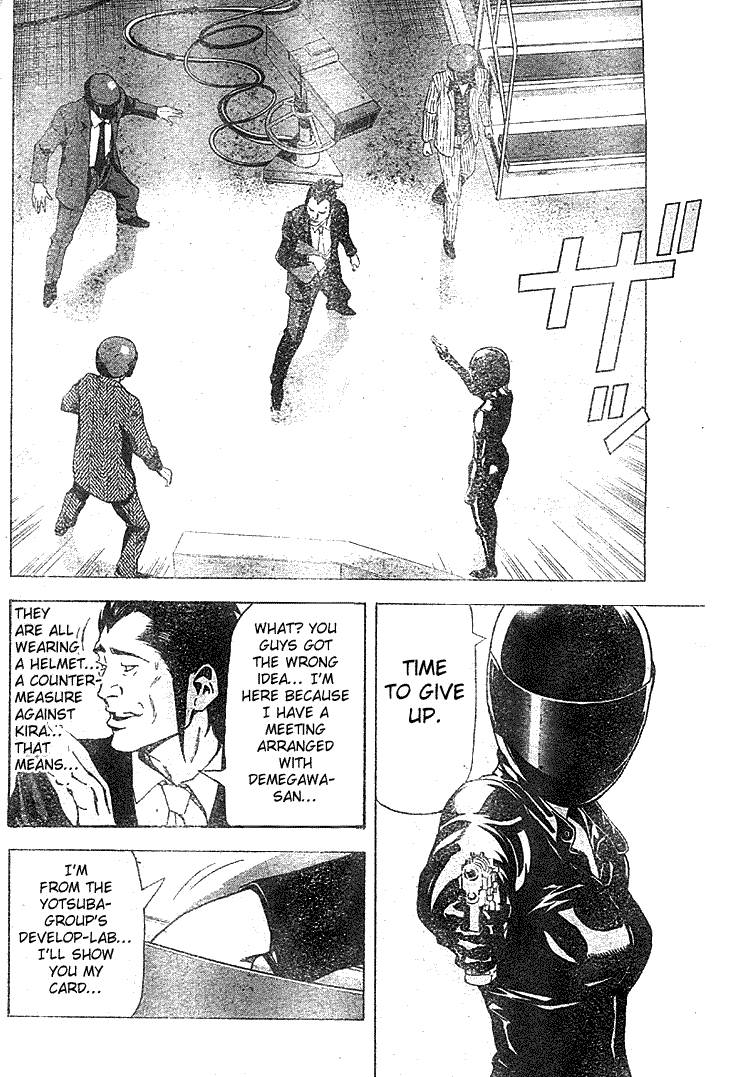 ザッ
TIME
TO GIVE
UP.
WHAT? YOU
GUYS GOT
THE WRONG
IDEA... I'M
HERE BECAUSE
I HAVE A
MEETING
ARRANGED
WITH
DEMEGAWA-
SAN...
THEY
ARE ALL
WEARING
A HELMET...
A COUNTER-
MEASURE
AGAINST
KIRA...
THAT
MEANS...
I'M
FROM THE
YOTSUBA-
GROUP'S
DEVELOP-LAB...
I'LL SHOW
YOU MY
CARD...